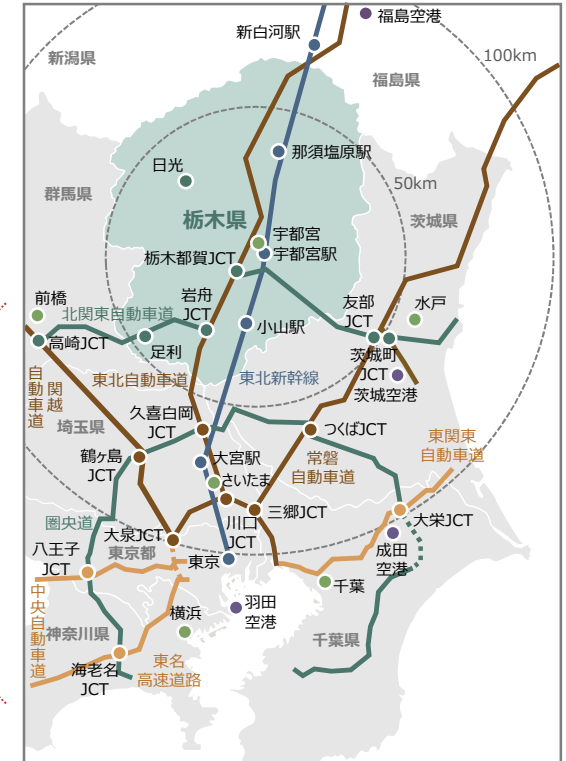 福島空港
新白河駅
新潟県
100km
福島県
那須塩原駅
日光
50km
群馬県
栃木県
茨城県
宇都宮
宇都宮駅
栃木都賀JCT
岩舟
JCT
前橋
北関東自動車道
友部
JCT
水戸
小山駅
高崎JCT
足利
茨城町
JCT
茨城空港
関越
自動車道
東北自動車道
東北新幹線
久喜白岡
JCT
埼玉県
つくばJCT
東関東
自動車道
鶴ヶ島
JCT
大宮駅
さいたま
常磐
自動車道
圏央道
川口
JCT
三郷JCT
大栄JCT
大泉JCT
東京都
八王子
JCT
東京
成田
空港
千葉
中央自動車道
羽田
空港
横浜
神奈川県
千葉県
海老名
JCT
東名
高速道路